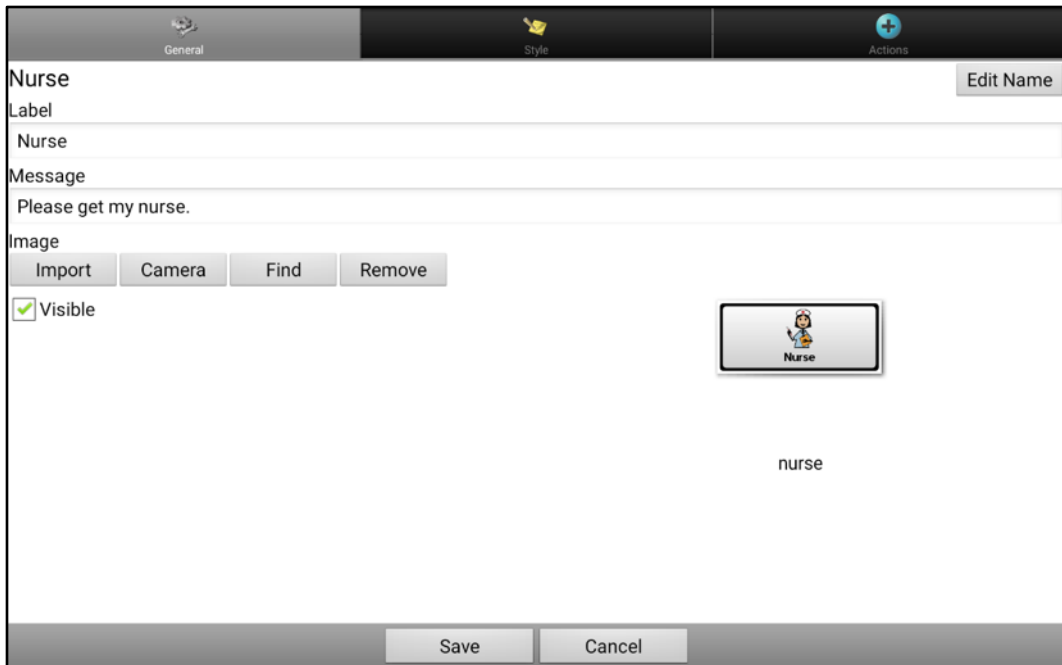 General
Style
Actions
Nurse
Edit Name
Label
Nurse
Message
Please get my nurse.
Image
Import Camera Find Remove
Visible
Nurse
nurse
Save Cancel